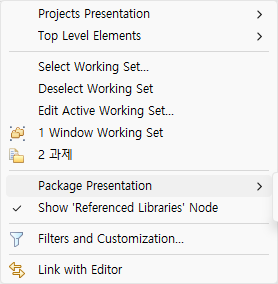 Projects Presentation
Top Level Elements
Select Working Set...
Deselect Working Set
Edit Active Working Set...
1 Window Working Set
2 과제
Package Presentation
Show 'Referenced Libraries' Node
Filters and Customization...
Link with Editor